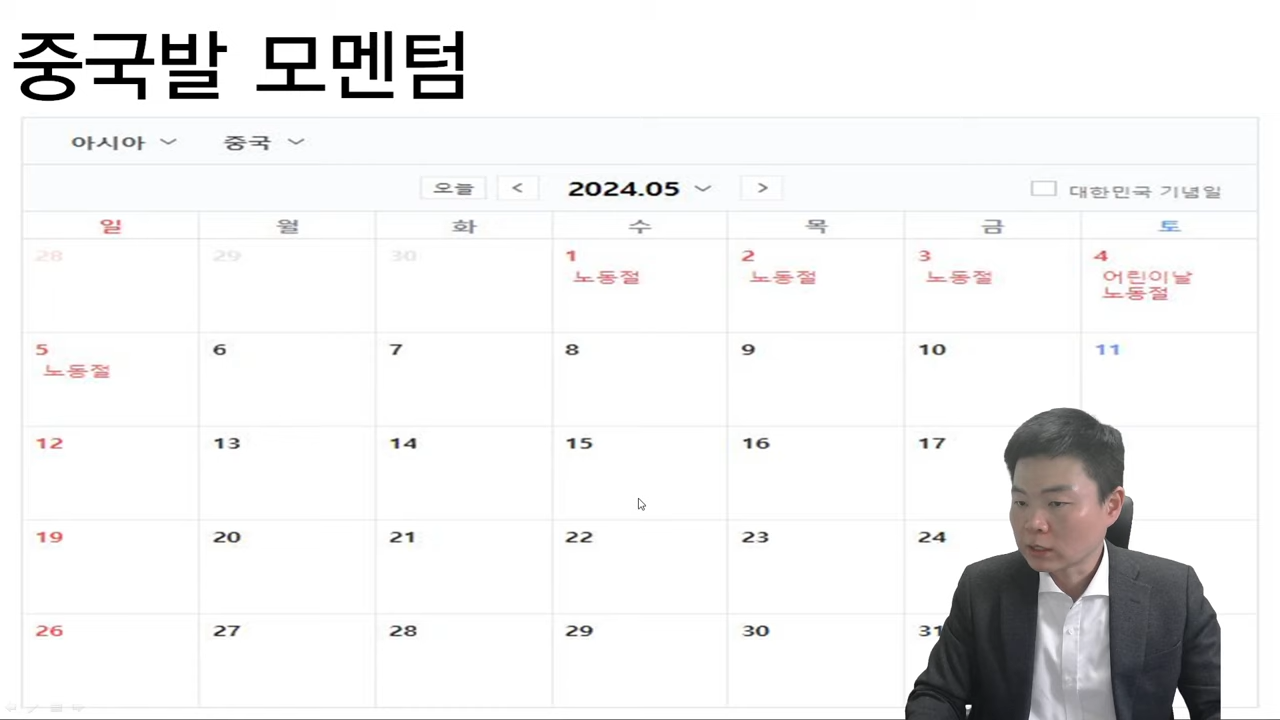 중국발 모멘텀
아시아 중국
오늘 < 2024.05 > 대한민국 기념일
일 월 화 수 목 금 토
28 29 30 1 2 3 4
노동절 노동절 노동절 어린이날
노동절
5 6 7 8 9 10 11
노동절
12 13 14 15 16 17
19 20 21 22 23 24
26 27 28 29 30 31